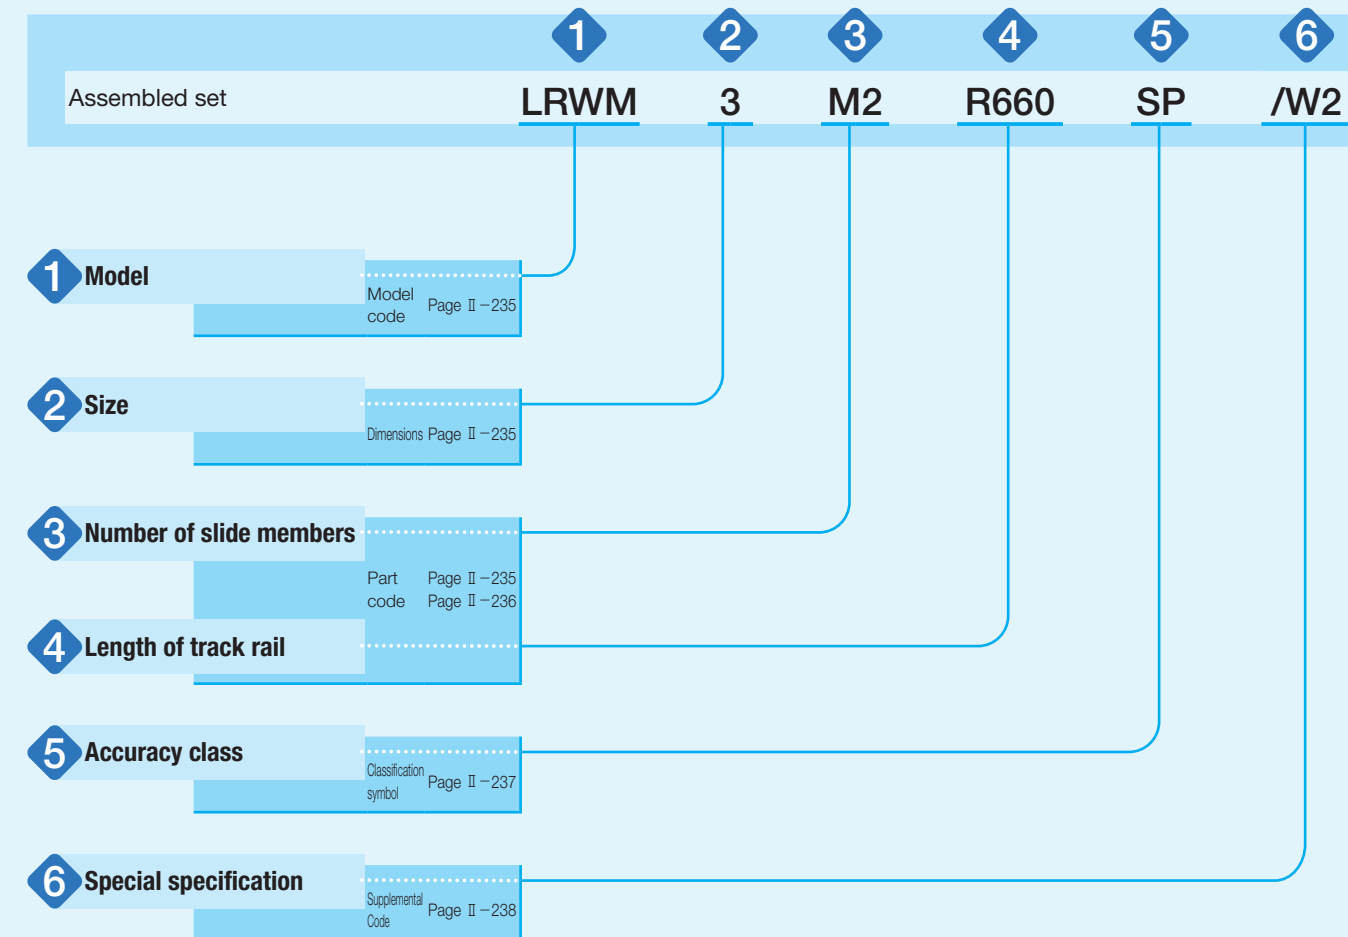 1 2 3 4 5 6
Assembled set LRWM 3 M2 R660 SP /W2
1 Model
Model
code
Page Ⅱ−235
2 Size
Dimensions Page Ⅱ−235
3 Number of slide members
Part
code
Page Ⅱ−235
Page Ⅱ−236
4 Length of track rail
5 Accuracy class
Classification
symbol
Page Ⅱ−237
6 Special specification
Supplemental
Code
Page Ⅱ−238